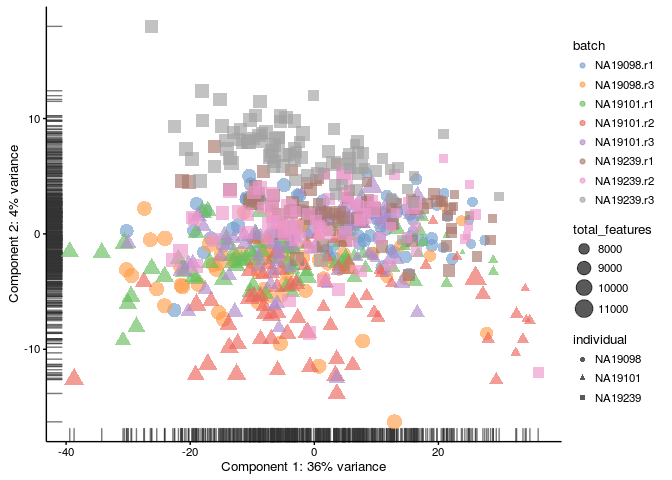 batch
NA19098.r1
NA19098.r3
NA19101.r1
NA19101.r2
NA19101.r3
NA19239.r1
NA19239.r2
NA19239.r3
total_features
8000
9000
10000
11000
individual
NA19098
NA19101
NA19239
Component 2: 4% variance
10
0
-10
-40
-20
0
20
Component 1: 36% variance